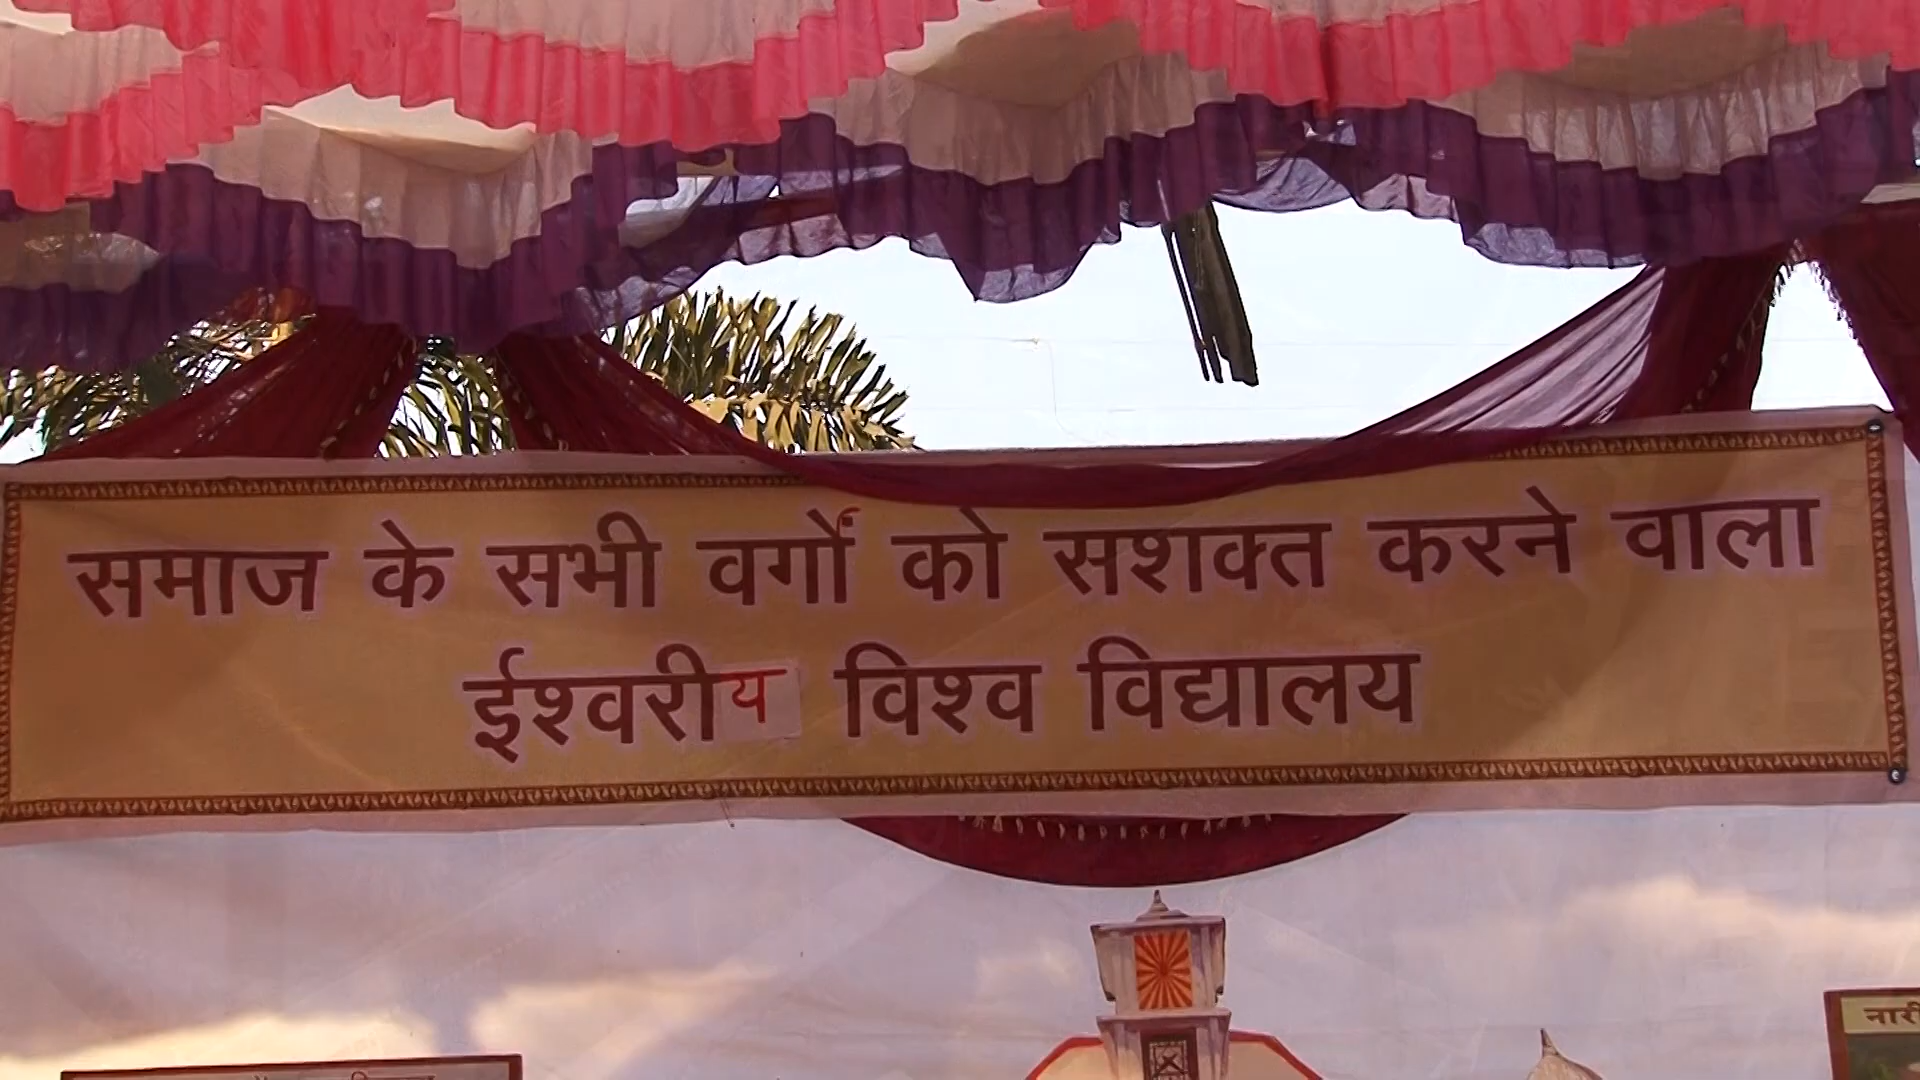 समाज के सभी वर्गों को सशक्त करने वाला
ईश्वरीय विश्व विद्यालय